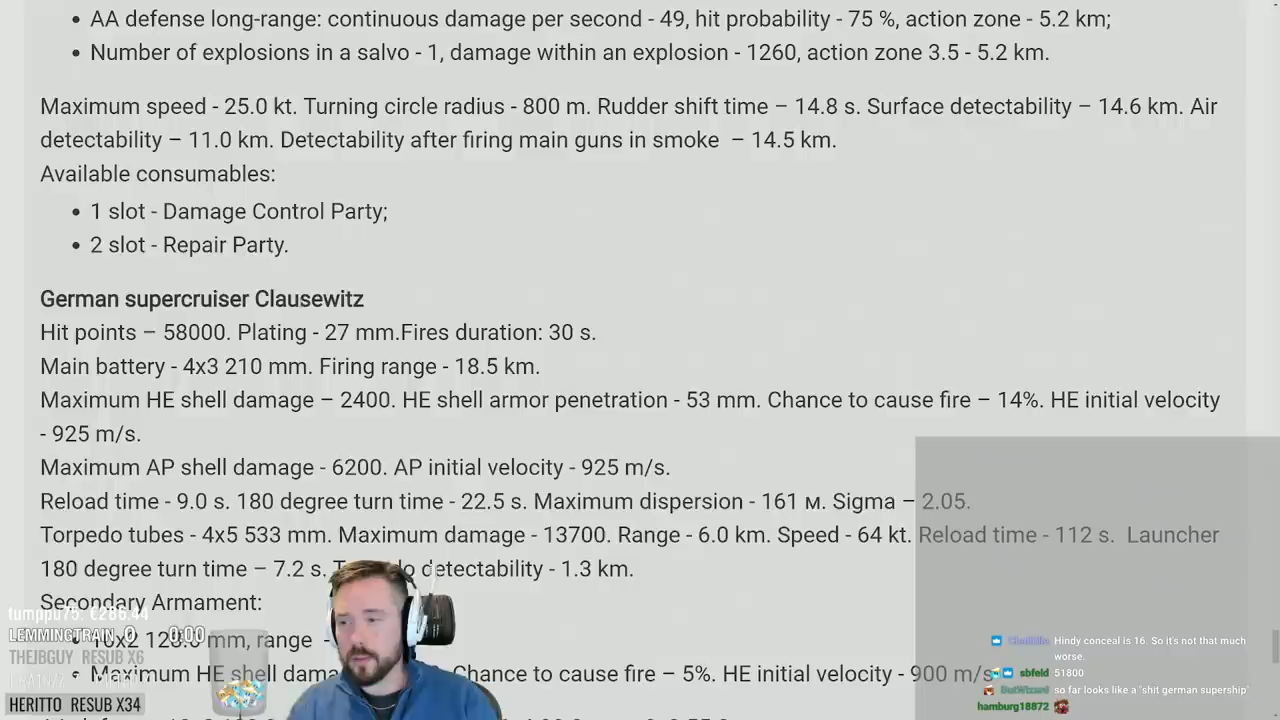 • AA defense long-range: continuous damage per second - 49, hit probability - 75 %, action zone - 5.2 km;
• Number of explosions in a salvo - 1, damage within an explosion - 1260, action zone 3.5 - 5.2 km.
Maximum speed - 25.0 kt. Turning circle radius - 800 m. Rudder shift time – 14.8 s. Surface detectability – 14.6 km. Air
detectability – 11.0 km. Detectability after firing main guns in smoke – 14.5 km.
Available consumables:
• 1 slot - Damage Control Party;
• 2 slot - Repair Party.
German supercruiser Clausewitz
Hit points – 58000. Plating - 27 mm.Fires duration: 30 s.
Main battery - 4x3 210 mm. Firing range - 18.5 km.
Maximum HE shell damage – 2400. HE shell armor penetration - 53 mm. Chance to cause fire – 14%. HE initial velocity
- 925 m/s.
Maximum AP shell damage - 6200. AP initial velocity - 925 m/s.
Reload time - 9.0 s. 180 degree turn time - 22.5 s. Maximum dispersion - 161 м. Sigma – 2.05.
Torpedo tubes - 4x5 533 mm. Maximum damage - 13700. Range - 6.0 km. Speed - 64 kt. Reload time - 112 s. Launcher
180 degree turn time – 7.2 s. detectability - 1.3 km.
Secondary Armament:
tumppu75: €286.44
LEMMINGTRAIN 0 0:00
mm, range -
THEJBGUY RESUB X6
• Maximum HE shell Chance to cause fire – 5%. HE initial velocity - 900 m/s
HERITTO RESUB X34
Hindy conceal is 16. So it's not that much
worse.
sbfeld 51800
so far looks like a "shit german supership"
hamburg18872